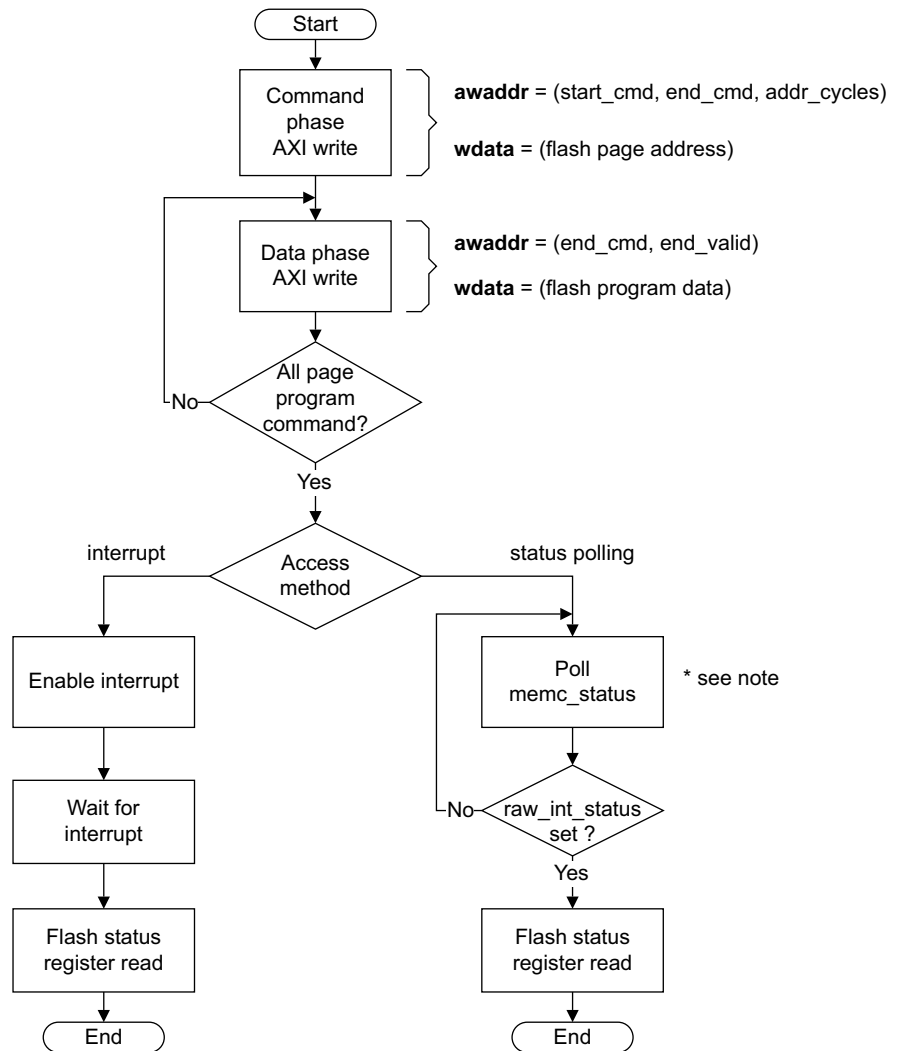 Start
Command
phase
AXI write
awaddr = (start_cmd, end_cmd, addr_cycles)
wdata = (flash page address)
Data phase
AXI write
awaddr = (end_cmd, end_valid)
wdata = (flash program data)
All page
program
command?
No
Yes
Access
method
interrupt
status polling
Enable interrupt
Poll
memc_status
* see note
Wait for
interrupt
raw_int_status
set ?
No
Yes
Flash status
register read
Flash status
register read
End
End